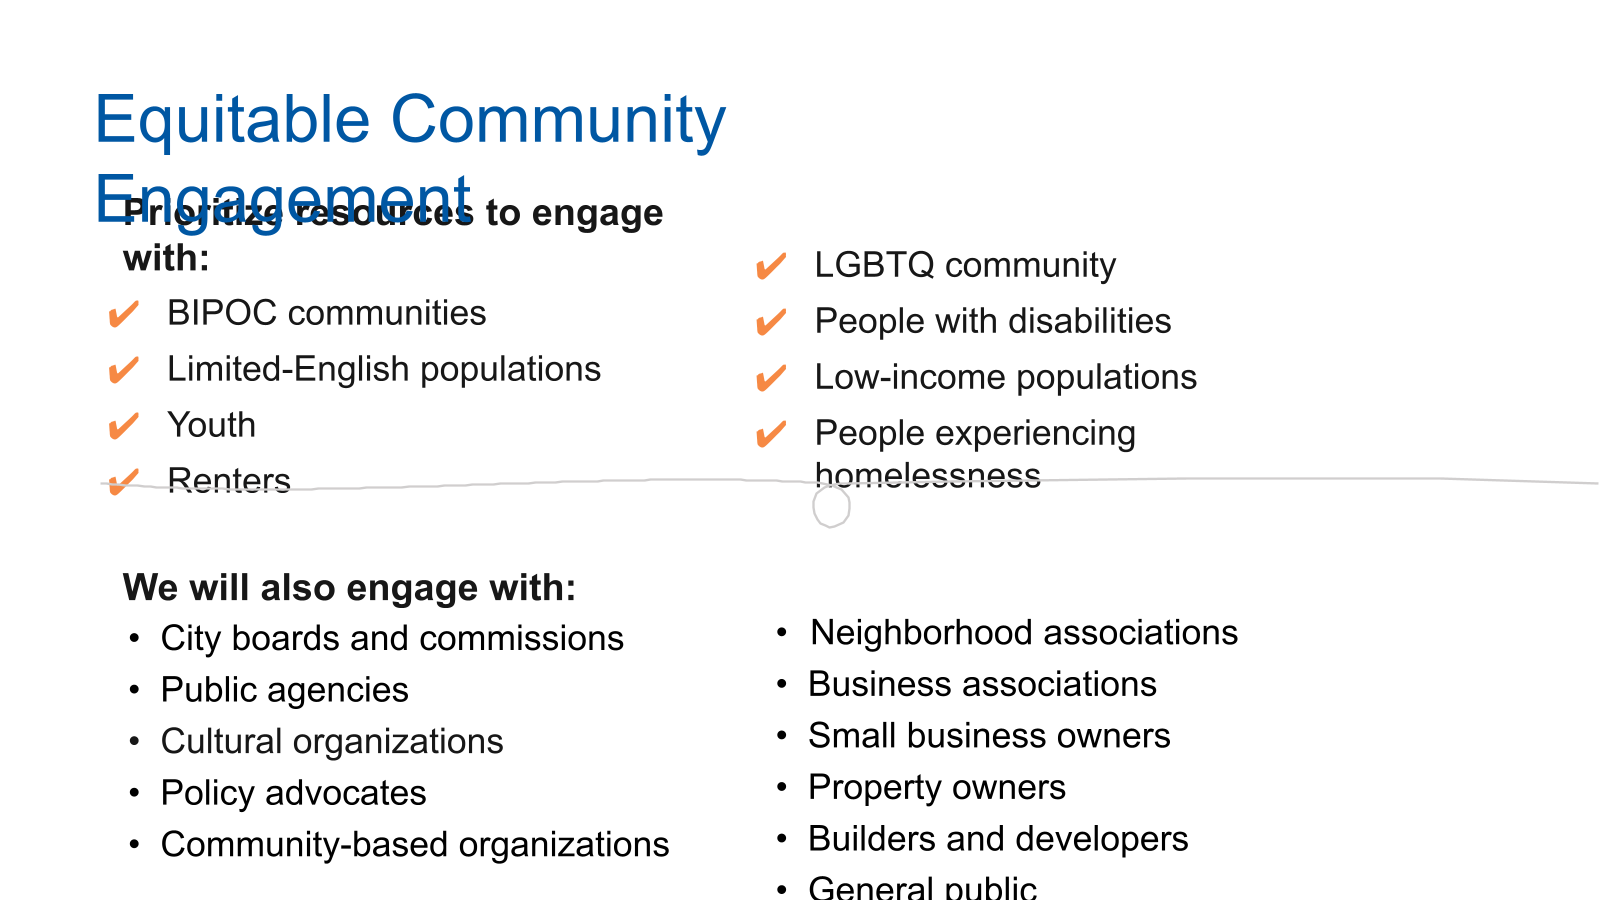 Equitable Community
Engagement
Prioritize resources to engage
with:
✔ BIPOC communities
✔ Limited-English populations
✔ Youth
✔ Renters
✔ LGBTQ community
✔ People with disabilities
✔ Low-income populations
✔ People experiencing
homelessness
We will also engage with:
• City boards and commissions
• Public agencies
• Cultural organizations
• Policy advocates
• Community-based organizations
• Neighborhood associations
• Business associations
• Small business owners
• Property owners
• Builders and developers
• General public